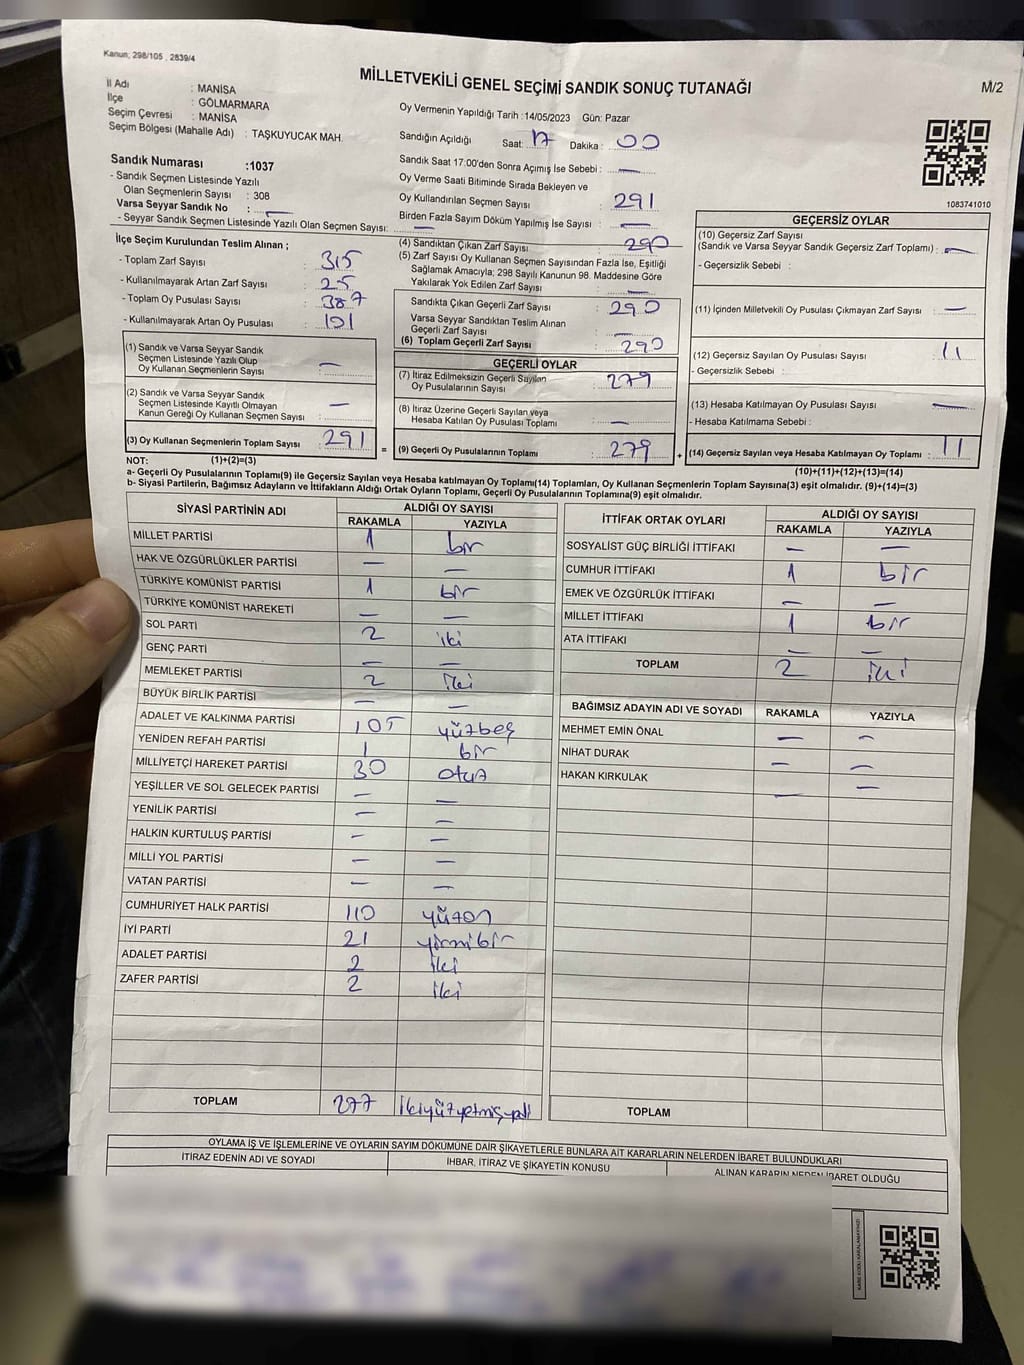 Kanun; 298/105 , 2839/4
MİLLETVEKİLİ GENEL SEÇİMİ SANDIK SONUÇ TUTANAĞI
M/2
İl Adı : MANİSA
İlçe : GÖLMARMARA
Seçim Çevresi : MANİSA
Seçim Bölgesi (Mahalle Adı) : TAŞKUYUCAK MAH.
Sandık Numarası :1037
- Sandık Seçmen Listesinde Yazılı
Olan Seçmenlerin Sayısı : 308
Varsa Seyyar Sandık No : —
- Seyyar Sandık Seçmen Listesinde Yazılı Olan Seçmen Sayısı: —
Oy Vermenin Yapıldığı Tarih :14/05/2023 Gün: Pazar
Sandığın Açıldığı Saat: 17 Dakika : 00
Sandık Saat 17:00'den Sonra Açımış İse Sebebi : —
Oy Verme Saati Bitiminde Sırada Bekleyen ve
Oy Kullandırılan Seçmen Sayısı : 291
Birden Fazla Sayım Döküm Yapılmış İse Sayısı : —
1083741010
İlçe Seçim Kurulundan Teslim Alınan ;
- Toplam Zarf Sayısı : 315
- Kullanılmayarak Artan Zarf Sayısı : 25
- Toplam Oy Pusulası Sayısı : 387
- Kullanılmayarak Artan Oy Pusulası : 101
(4) Sandıktan Çıkan Zarf Sayısı : 290
(5) Zarf Sayısı Oy Kullanan Seçmen Sayısından Fazla İse, Eşitliği
Sağlamak Amacıyla; 298 Sayılı Kanunun 98. Maddesine Göre
Yakılarak Yok Edilen Zarf Sayısı : —
Sandıkta Çıkan Geçerli Zarf Sayısı : 290
Varsa Seyyar Sandıktan Teslim Alınan
Geçerli Zarf Sayısı : —
(6) Toplam Geçerli Zarf Sayısı : 290
GEÇERSİZ OYLAR
(10) Geçersiz Zarf Sayısı
(Sandık ve Varsa Seyyar Sandık Geçersiz Zarf Toplamı) : —
- Geçersizlik Sebebi :
(11) İçinden Milletvekili Oy Pusulası Çıkmayan Zarf Sayısı : —
(12) Geçersiz Sayılan Oy Pusulası Sayısı : 11
- Geçersizlik Sebebi :
(13) Hesaba Katılmayan Oy Pusulası Sayısı : —
- Hesaba Katılmama Sebebi :
(14) Geçersiz Sayılan veya Hesaba Katılmayan Oy Toplamı : 11
(10)+(11)+(12)+(13)=(14)
(1) Sandık ve Varsa Seyyar Sandık
Seçmen Listesinde Yazılı Olup
Oy Kullanan Seçmenlerin Sayısı : —
(2) Sandık ve Varsa Seyyar Sandık
Seçmen Listesinde Kayıtlı Olmayan
Kanun Gereği Oy Kullanan Seçmen Sayısı : —
(3) Oy Kullanan Seçmenlerin Toplam Sayısı : 291 =
GEÇERLİ OYLAR
(7) İtiraz Edilmeksizin Geçerli Sayılan
Oy Pusulalarının Sayısı : 279
(8) İtiraz Üzerine Geçerli Sayılan veya
Hesaba Katılan Oy Pusulası Toplamı : —
(9) Geçerli Oy Pusulalarının Toplamı : 279 +
NOT: (1)+(2)=(3)
a- Geçerli Oy Pusulalarının Toplamı(9) ile Geçersiz Sayılan veya Hesaba Katılmayan Oy Toplamı(14) Toplamları, Oy Kullanan Seçmenlerin Toplam Sayısına(3) eşit olmalıdır. (9)+(14)=(3)
b- Siyasi Partilerin, Bağımsız Adayların ve İttifakların Aldığı Ortak Oyların Toplamı, Geçerli Oy Pusulalarının Toplamına(9) eşit olmalıdır.
SİYASİ PARTİNİN ADI ALDIĞI OY SAYISI
RAKAMLA YAZIYLA
MİLLET PARTİSİ 1 bir
HAK VE ÖZGÜRLÜKLER PARTİSİ — —
TÜRKİYE KOMÜNİST PARTİSİ 1 bir
TÜRKİYE KOMÜNİST HAREKETİ — —
SOL PARTİ 2 iki
GENÇ PARTİ — —
MEMLEKET PARTİSİ 2 iki
BÜYÜK BİRLİK PARTİSİ — —
ADALET VE KALKINMA PARTİSİ 105 yüzbeş
YENİDEN REFAH PARTİSİ 1 bir
MİLLİYETÇİ HAREKET PARTİSİ 30 otuz
YEŞİLLER VE SOL GELECEK PARTİSİ — —
YENİLİK PARTİSİ — —
HALKIN KURTULUŞ PARTİSİ — —
MİLLİ YOL PARTİSİ — —
VATAN PARTİSİ — —
CUMHURİYET HALK PARTİSİ 110 yüzon
İYİ PARTİ 21 yirmibir
ADALET PARTİSİ 2 iki
ZAFER PARTİSİ 2 iki
TOPLAM 277 ikiyüzyetmişyedi
İTTİFAK ORTAK OYLARI ALDIĞI OY SAYISI
RAKAMLA YAZIYLA
SOSYALİST GÜÇ BİRLİĞİ İTTİFAKI — —
CUMHUR İTTİFAKI 1 bir
EMEK VE ÖZGÜRLÜK İTTİFAKI — —
MİLLET İTTİFAKI 1 bir
ATA İTTİFAKI — —
TOPLAM 2 iki
BAĞIMSIZ ADAYIN ADI VE SOYADI RAKAMLA YAZIYLA
MEHMET EMİN ÖNAL — —
NİHAT DURAK — —
HAKAN KIRKULAK — —
TOPLAM
OYLAMA İŞ VE İŞLEMLERİNE VE OYLARIN SAYIM DÖKÜMÜNE DAİR ŞİKAYETLERLE BUNLARA AİT KARARLARIN NELERDEN İBARET BULUNDUKLARI
İTİRAZ EDENİN ADI VE SOYADI İHBAR, İTİRAZ VE ŞİKAYETİN KONUSU ALINAN KARARIN NEDEN İBARET OLDUĞU